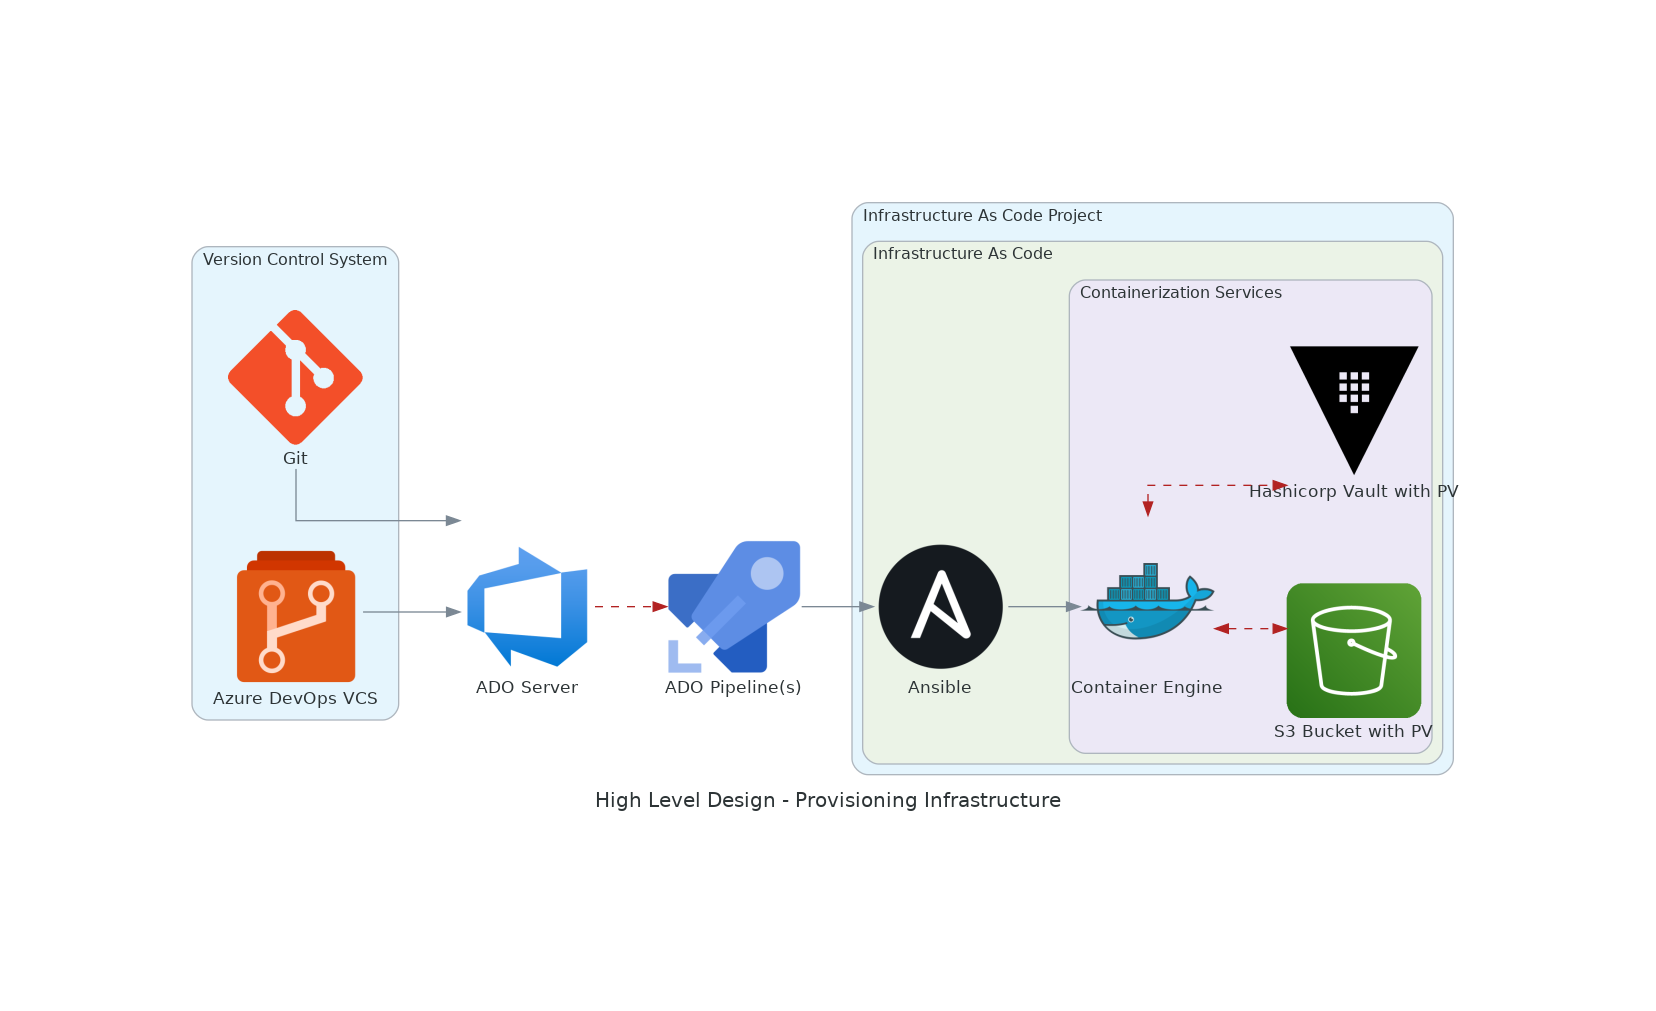 Version Control System
Git
Azure DevOps VCS
ADO Server
ADO Pipeline(s)
Infrastructure As Code Project
Infrastructure As Code
Containerization Services
Hashicorp Vault with PV
Ansible
Container Engine
S3 Bucket with PV
High Level Design - Provisioning Infrastructure